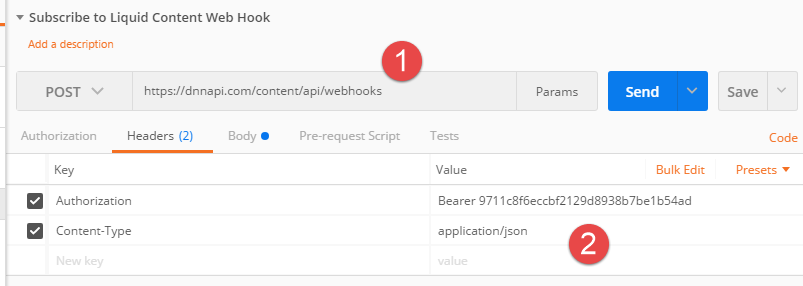 Subscribe to Liquid Content Web Hook
Add a description
1
POST https://dnnapi.com/content/api/webhooks Params Send Save
Authorization Headers (2) Body Pre-request Script Tests Code
Key Value Bulk Edit Presets
Authorization Bearer 9711c8f6eccbf2129d8938b7be1b54ad
Content-Type application/json
2
New key value